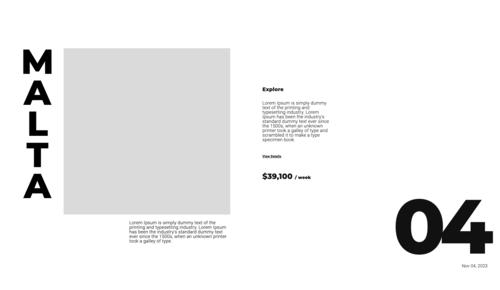 MALTA
Lorem Ipsum is simply dummy text of the
printing and typesetting industry. Lorem Ipsum
has been the industry's standard dummy text
ever since the 1500s, when an unknown printer
took a galley of type.
Explore
Lorem Ipsum is simply dummy
text of the printing and
typesetting industry. Lorem
Ipsum has been the industry's
standard dummy text ever since
the 1500s, when an unknown
printer took a galley of type and
scrambled it to make a type
specimen book.
View Details
$39,100 / week
04
Nov 04, 2023